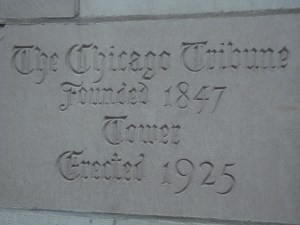 The Chicago Tribune
Founded 1847
Tower
Erected 1925